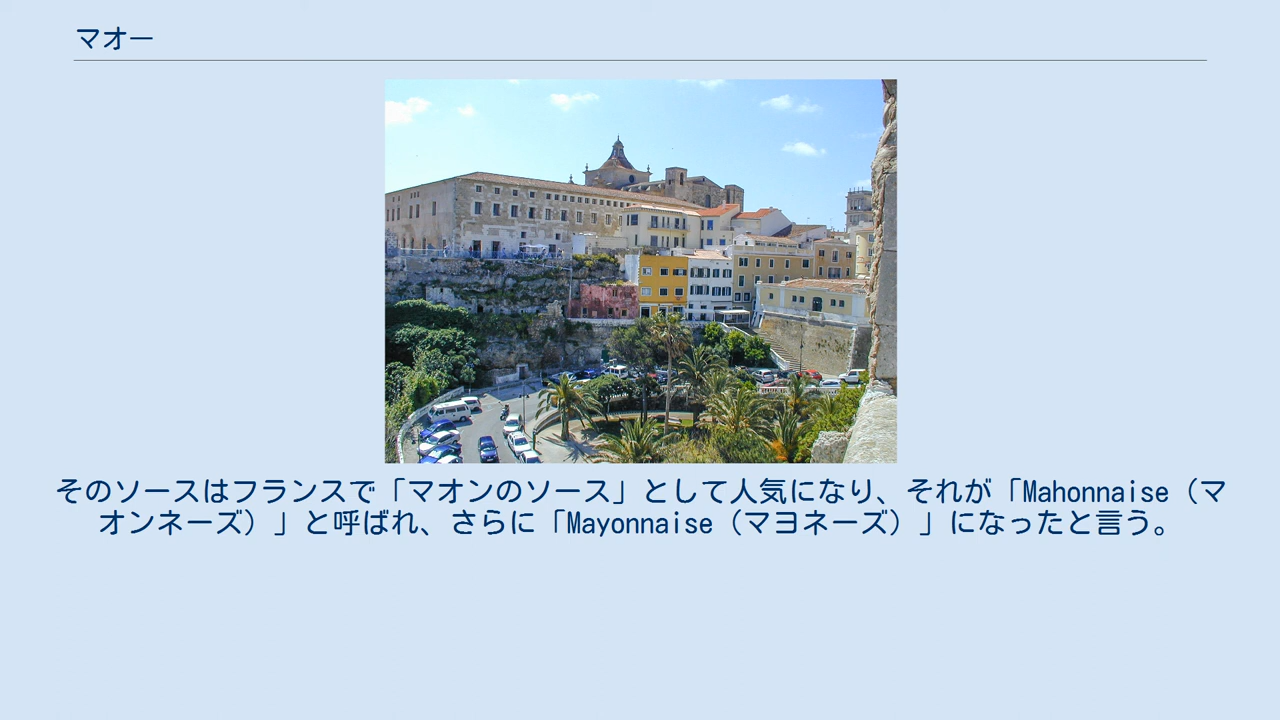 マオー
そのソースはフランスで「マオンのソース」として人気になり、それが「Mahonnaise（マ
オンネーズ）」と呼ばれ、さらに「Mayonnaise（マヨネーズ）」になったと言う。